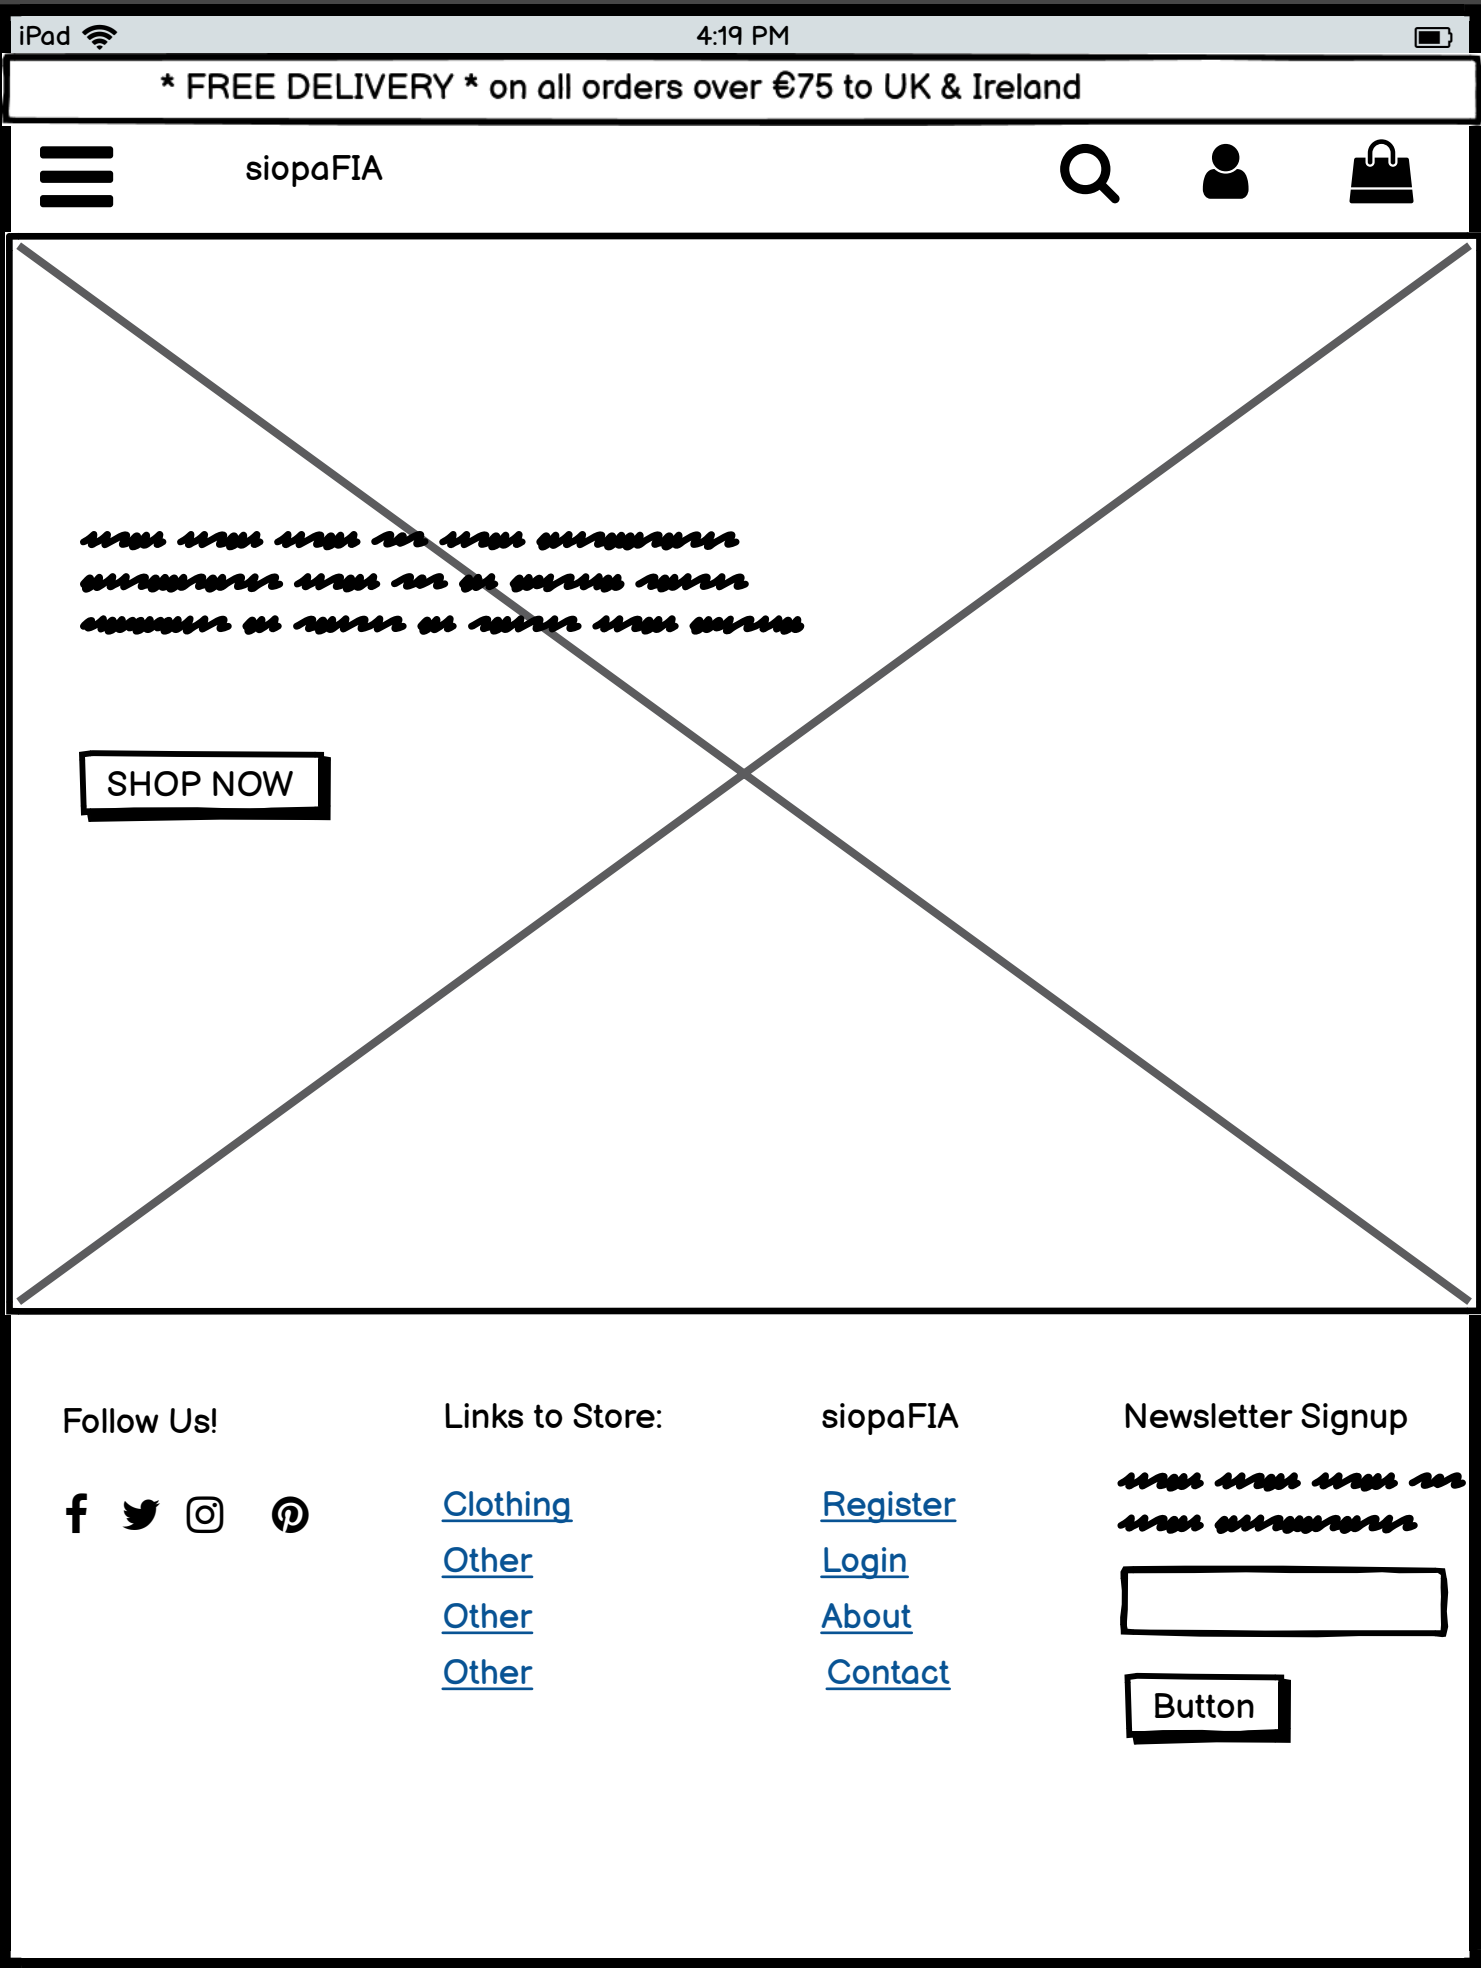 iPad
4:19 PM
* FREE DELIVERY * on all orders over €75 to UK & Ireland
siopaFIA
SHOP NOW
Follow Us!
Links to Store:
Clothing
Other
Other
Other
siopaFIA
Register
Login
About
Contact
Newsletter Signup
Button